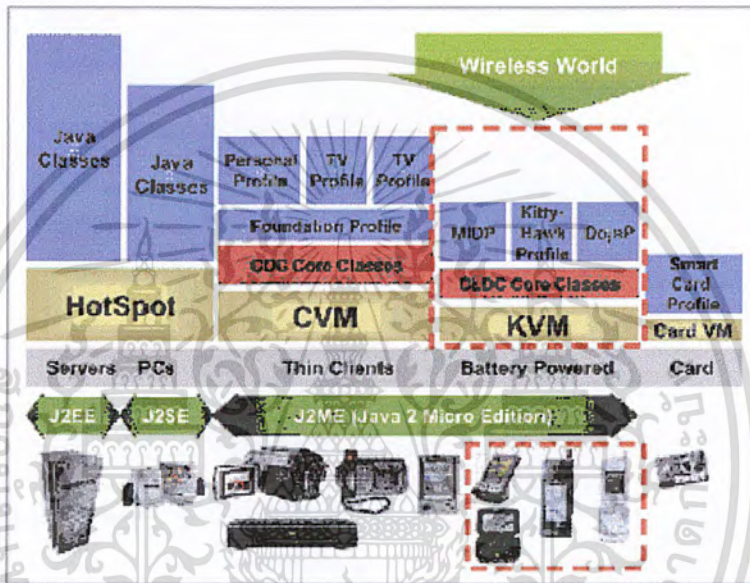 Wireless World
Java
Classes
Java
Classes
Personal
Profile
TV
Profile
TV
Profile
Foundation Profile
CDC Core Classes
MIDP
Kitty-
Hawk
Profile
DojaP
CLDC Core Classes
Smart
Card
Profile
HotSpot
CVM
KVM
Card VM
Servers PCs Thin Clients Battery Powered Card
J2EE J2SE J2ME (Java 2 Micro Edition)